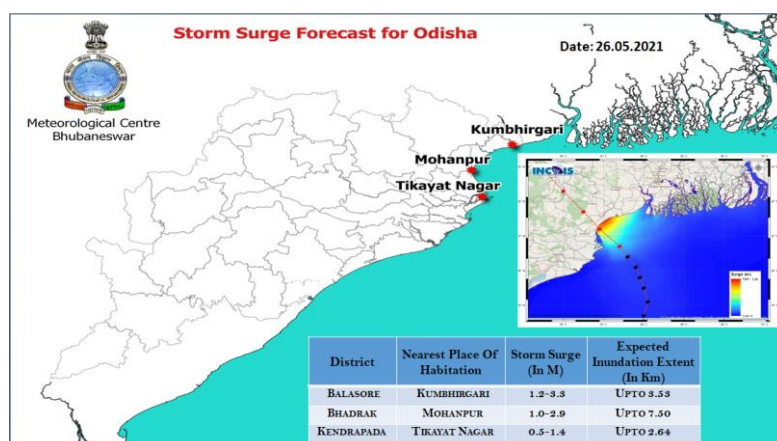 Storm Surge Forecast for Odisha
Date: 26.05.2021
Meteorological Centre
Bhubaneswar
Kumbhirgari
Mohanpur
Tikayat Nagar
INCOIS
Surge (m)
District Nearest Place Of Habitation Storm Surge (In M) Expected Inundation Extent (In Km)
BALASORE KUMBHIRGARI 1.2-3.3 UPTO 3.53
BHADRAK MOHANPUR 1.0-2.9 UPTO 7.50
KENDRAPADA TIKAYAT NAGAR 0.5-1.4 UPTO 2.64